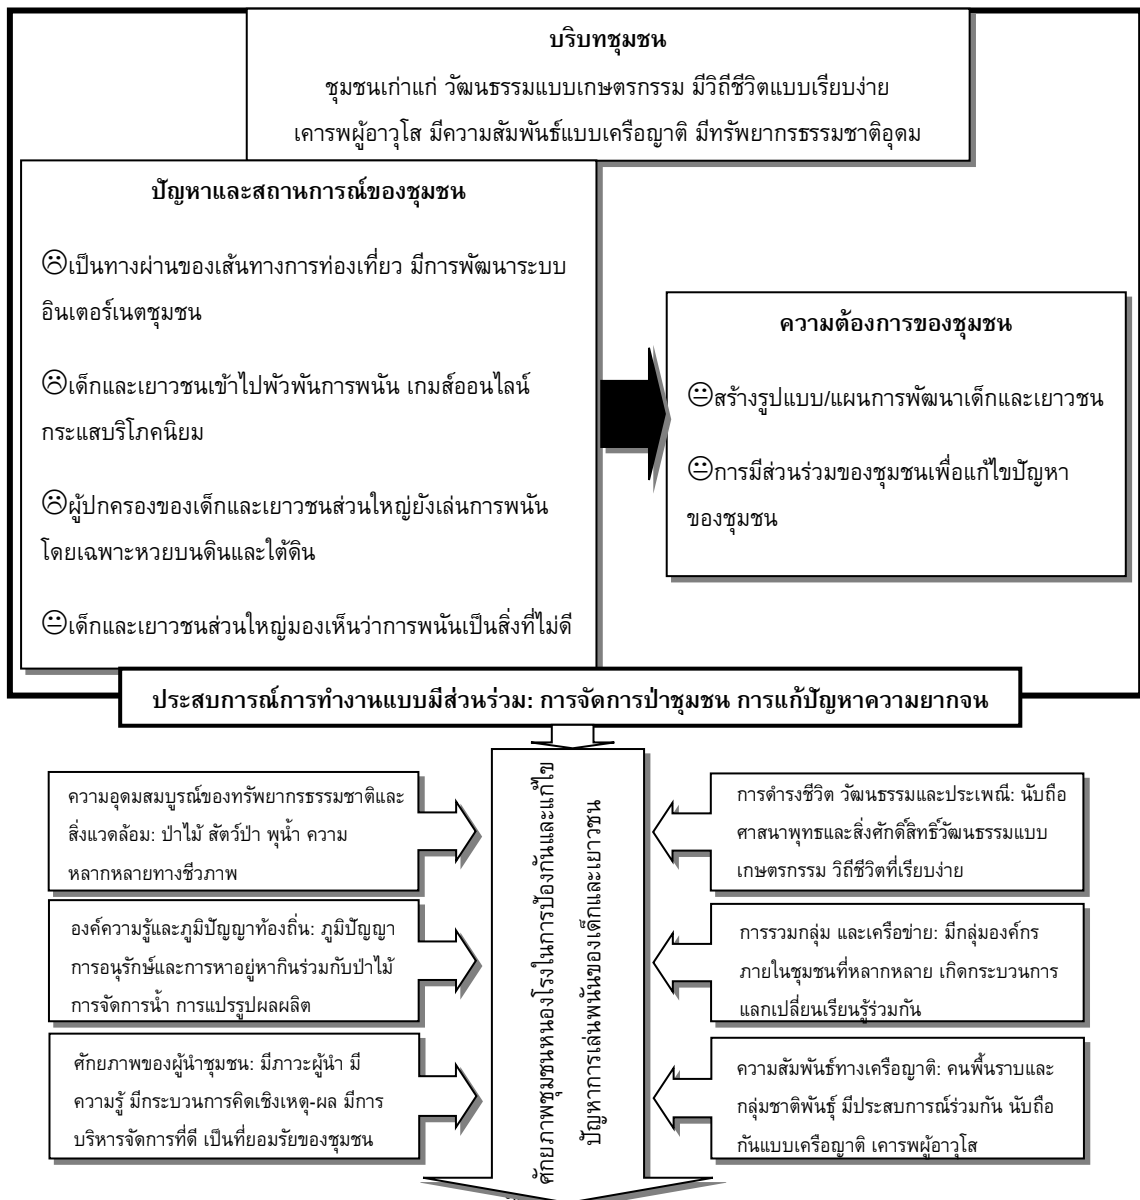 บริบทชุมชน
ชุมชนเก่าแก่ วัฒนธรรมแบบเกษตรกรรม มีวิถีชีวิตแบบเรียบง่าย
เคารพผู้อาวุโส มีความสัมพันธ์แบบเครือญาติ มีทรัพยากรธรรมชาติอุดม
ปัญหาและสถานการณ์ของชุมชน
☹เป็นทางผ่านของเส้นทางการท่องเที่ยว มีการพัฒนาระบบ
อินเตอร์เนตชุมชน
☹เด็กและเยาวชนเข้าไปพัวพันการพนัน เกมส์ออนไลน์
กระแสบริโภคนิยม
☹ผู้ปกครองของเด็กและเยาวชนส่วนใหญ่ยังเล่นการพนัน
โดยเฉพาะหวยบนดินและใต้ดิน
😐เด็กและเยาวชนส่วนใหญ่มองเห็นว่าการพนันเป็นสิ่งที่ไม่ดี
ความต้องการของชุมชน
😐สร้างรูปแบบ/แผนการพัฒนาเด็กและเยาวชน
😐การมีส่วนร่วมของชุมชนเพื่อแก้ไขปัญหา
ของชุมชน
ประสบการณ์การทำงานแบบมีส่วนร่วม: การจัดการป่าชุมชน การแก้ปัญหาความยากจน
ความอุดมสมบูรณ์ของทรัพยากรธรรมชาติและ
สิ่งแวดล้อม: ป่าไม้ สัตว์ป่า พุน้ำ ความ
หลากหลายทางชีวภาพ
องค์ความรู้และภูมิปัญญาท้องถิ่น: ภูมิปัญญา
การอนุรักษ์และการหาอยู่หากินร่วมกับป่าไม้
การจัดการน้ำ การแปรรูปผลผลิต
ศักยภาพของผู้นำชุมชน: มีภาวะผู้นำ มี
ความรู้ มีกระบวนการคิดเชิงเหตุ-ผล มีการ
บริหารจัดการที่ดี เป็นที่ยอมรัยของชุมชน
ศักยภาพชุมชนหนองโรงในการป้องกันและแก้ไข
ปัญหาการเล่นพนันของเด็กและเยาวชน
การดำรงชีวิต วัฒนธรรมและประเพณี: นับถือ
ศาสนาพุทธและสิ่งศักดิ์สิทธิ์วัฒนธรรมแบบ
เกษตรกรรม วิถีชีวิตที่เรียบง่าย
การรวมกลุ่ม และเครือข่าย: มีกลุ่มองค์กร
ภายในชุมชนที่หลากหลาย เกิดกระบวนการ
แลกเปลี่ยนเรียนรู้ร่วมกัน
ความสัมพันธ์ทางเครือญาติ: คนพื้นราบและ
กลุ่มชาติพันธุ์ มีประสบการณ์ร่วมกัน นับถือ
กันแบบเครือญาติ เคารพผู้อาวุโส